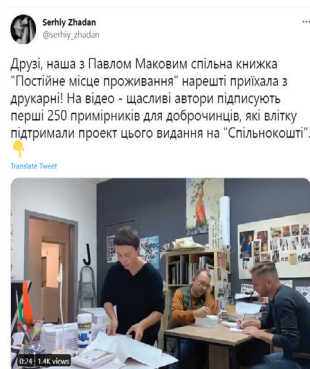 Serhiy Zhadan
@serhiy_zhadan
Друзі, наша з Павлом Маковим спільна книжка
"Постійне місце проживання" нарешті приїхала з
друкарні! На відео - щасливі автори підписують
перші 250 примірників для доброчинців, які влітку
підтримали проект цього видання на "Спільнокошті".
Translate Tweet
0:24 1.4K views